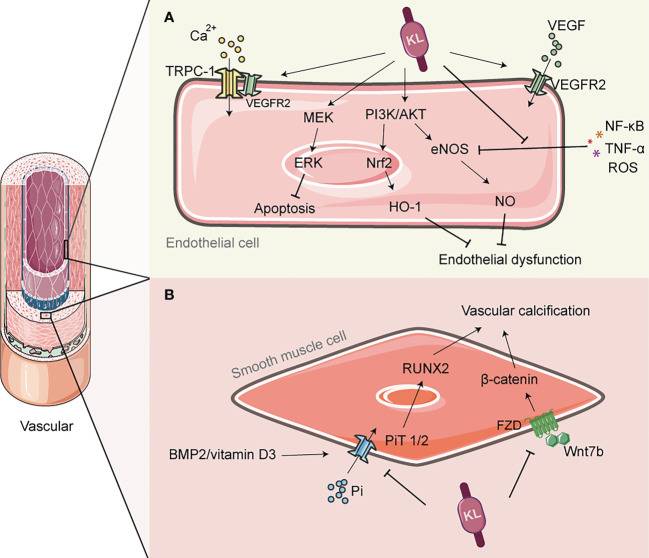 A
Ca2+
KL
VEGF
TRPC-1
VEGFR2
VEGFR2
MEK
PI3K/AKT
NF-κB
TNF-α
ROS
eNOS
ERK
Nrf2
Apoptosis
HO-1
NO
Endothelial cell
Endothelial dysfunction
B
Vascular calcification
Smooth muscle cell
RUNX2
β-catenin
Vascular
FZD
PiT 1/2
BMP2/vitamin D3
Wnt7b
Pi
KL